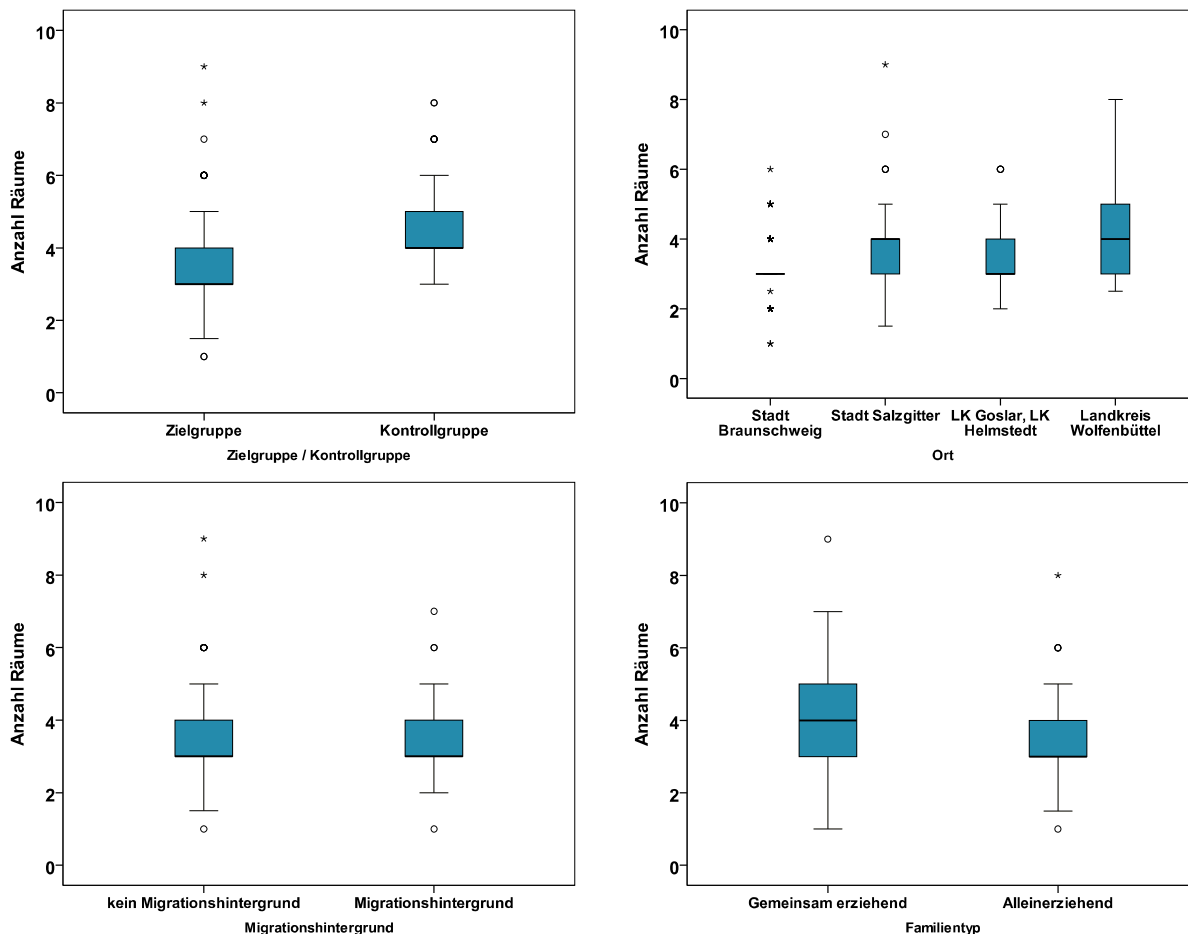 Anzahl Räume
10
8
6
4
2
0
Zielgruppe
Kontrollgruppe
Zielgruppe / Kontrollgruppe
Anzahl Räume
10
8
6
4
2
0
Stadt
Braunschweig
Stadt Salzgitter
LK Goslar, LK
Helmstedt
Landkreis
Wolfenbüttel
Ort
Anzahl Räume
10
8
6
4
2
0
kein Migrationshintergrund
Migrationshintergrund
Migrationshintergrund
Anzahl Räume
10
8
6
4
2
0
Gemeinsam erziehend
Alleinerziehend
Familientyp